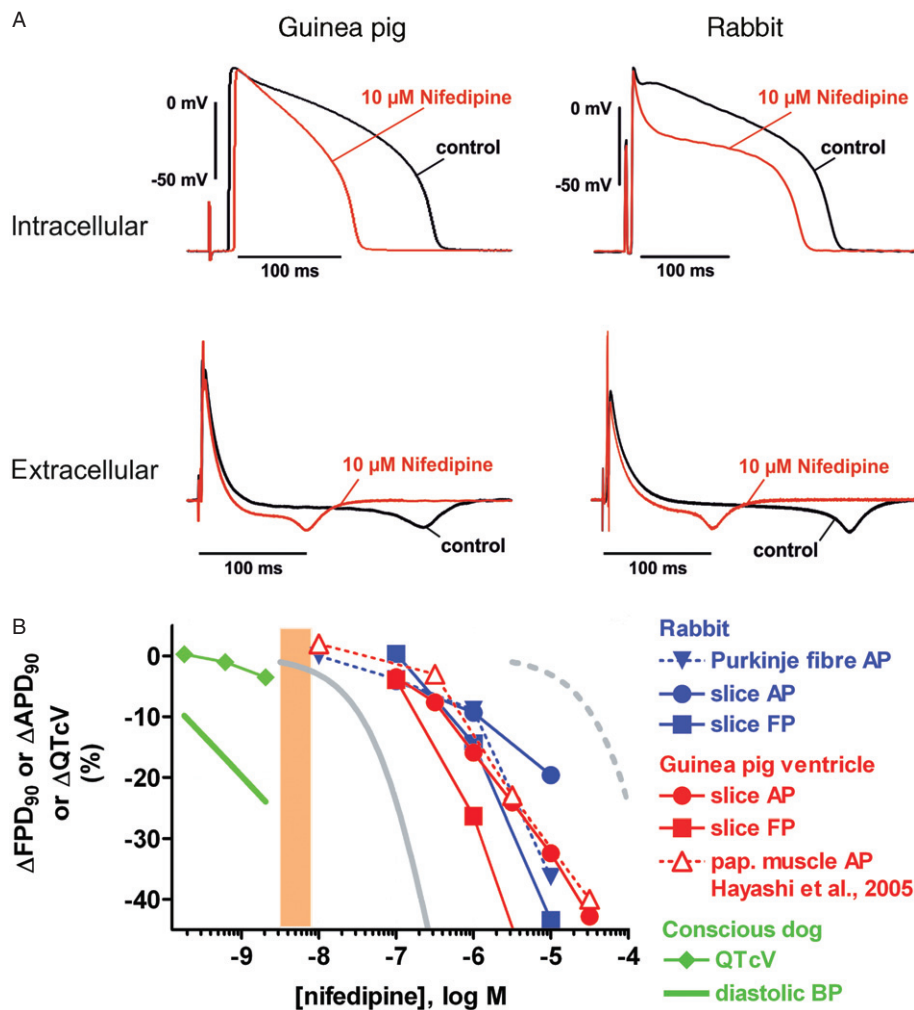 A
Guinea pig
Rabbit
0 mV
-50 mV
10 µM Nifedipine
control
100 ms
0 mV
-50 mV
10 µM Nifedipine
control
100 ms
Intracellular
Extracellular
10 µM Nifedipine
control
100 ms
10 µM Nifedipine
control
100 ms
B
ΔFPD90 or ΔAPD90
or ΔQTcV
(%)
0
-10
-20
-30
-40
-9
-8
-7
-6
-5
-4
[nifedipine], log M
Rabbit
Purkinje fibre AP
slice AP
slice FP
Guinea pig ventricle
slice AP
slice FP
pap. muscle AP
Hayashi et al., 2005
Conscious dog
QTcV
diastolic BP